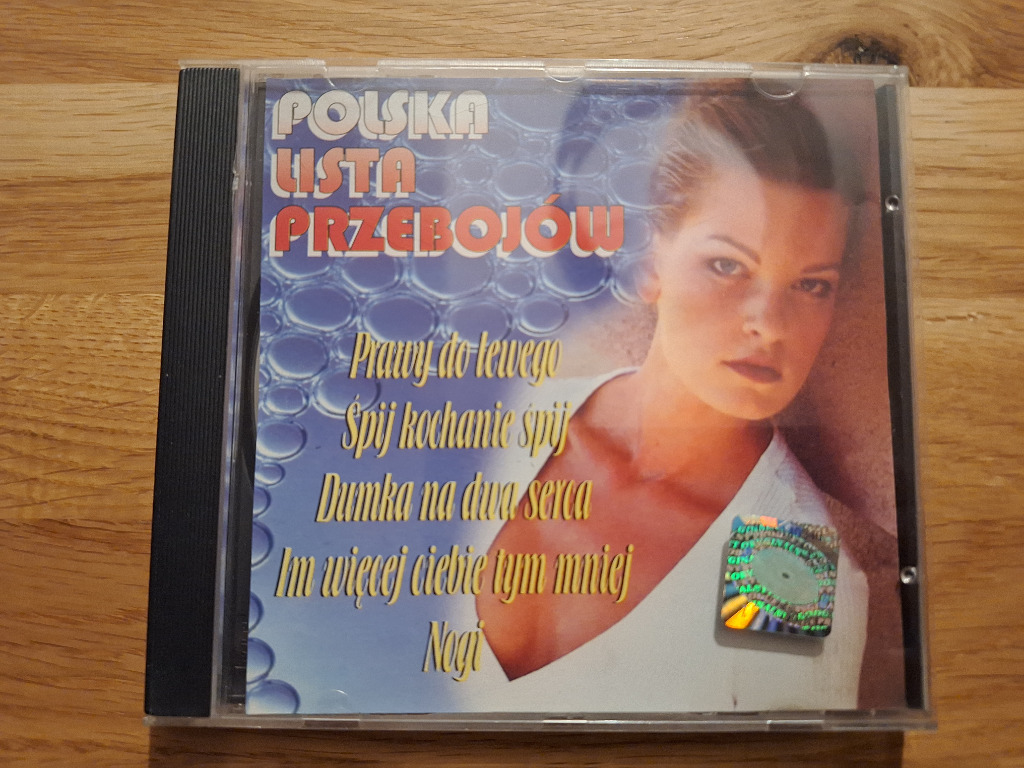 POLSKA
LISTA
PRZEBOJÓW
Prawy do lewego
Śpij kochanie śpij
Dumka na dwa serca
Im więcej ciebie tym mniej
Nogi